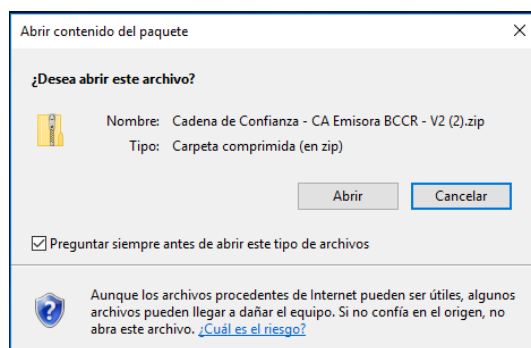 Abrir contenido del paquete
¿Desea abrir este archivo?
Nombre: Cadena de Confianza - CA Emisora BCCR - V2 (2).zip
Tipo: Carpeta comprimida (en zip)
Abrir Cancelar
Preguntar siempre antes de abrir este tipo de archivos
Aunque los archivos procedentes de Internet pueden ser útiles, algunos
archivos pueden llegar a dañar el equipo. Si no confía en el origen, no
abra este archivo. ¿Cuál es el riesgo?